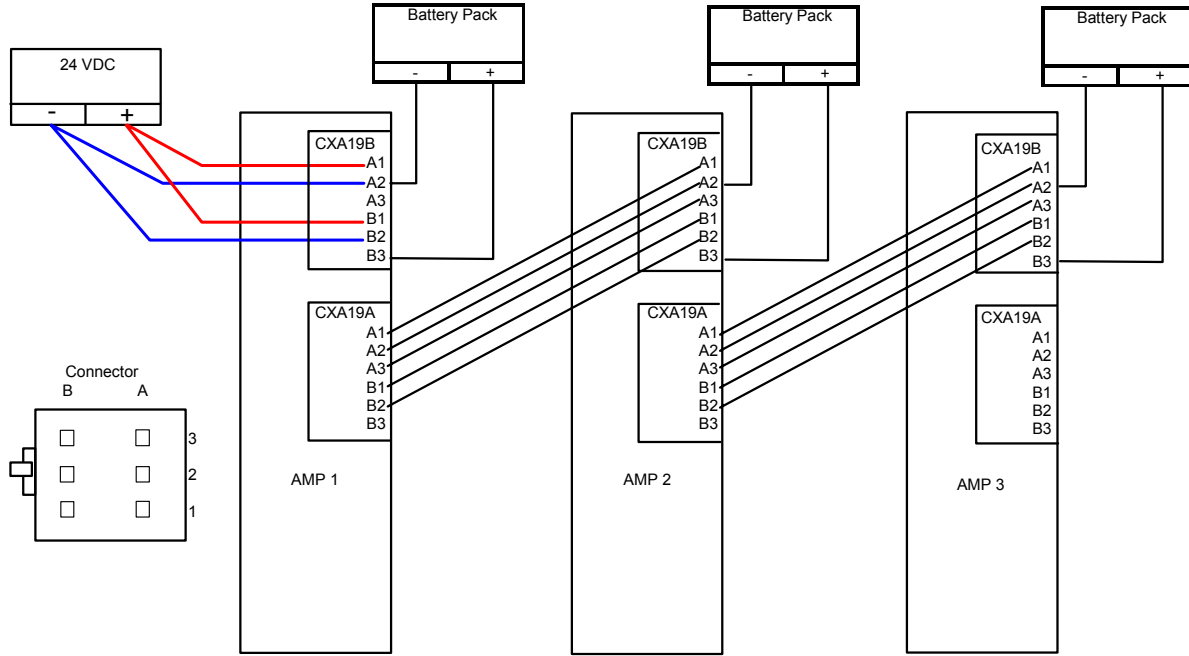 Battery Pack
- +
Battery Pack
- +
Battery Pack
- +
24 VDC
- +
CXA19B
A1
A2
A3
B1
B2
B3
CXA19A
A1
A2
A3
B1
B2
B3
AMP 1
CXA19B
A1
A2
A3
B1
B2
B3
CXA19A
A1
A2
A3
B1
B2
B3
AMP 2
CXA19B
A1
A2
A3
B1
B2
B3
CXA19A
A1
A2
A3
B1
B2
B3
AMP 3
Connector
B A
3
2
1